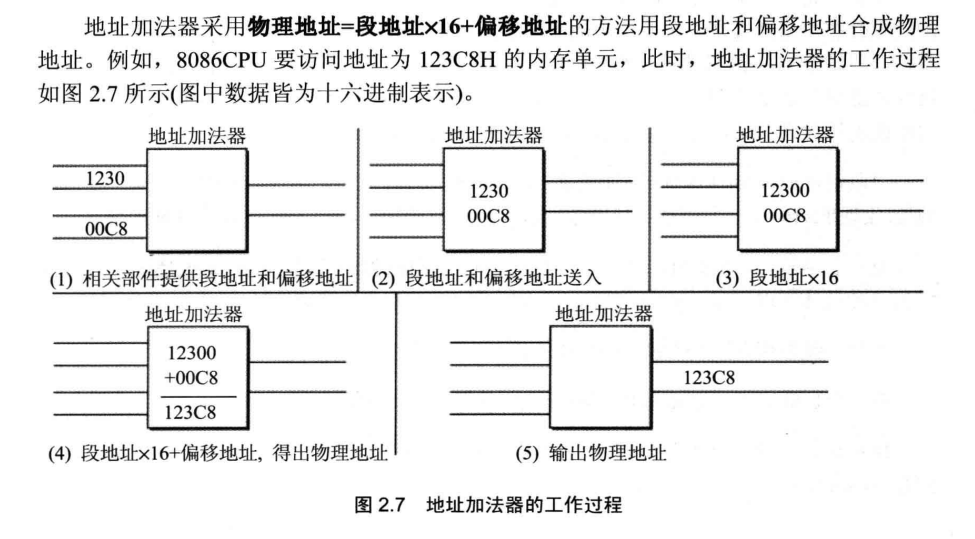 地址加法器采用物理地址=段地址×16+偏移地址的方法用段地址和偏移地址合成物理
地址。例如，8086CPU 要访问地址为 123C8H 的内存单元，此时，地址加法器的工作过程
如图 2.7 所示(图中数据皆为十六进制表示)。
地址加法器
1230
00C8
(1) 相关部件提供段地址和偏移地址
地址加法器
1230
00C8
(2) 段地址和偏移地址送入
地址加法器
12300
00C8
(3) 段地址×16
地址加法器
12300
+00C8
123C8
(4) 段地址×16+偏移地址, 得出物理地址
地址加法器
123C8
(5) 输出物理地址
图 2.7 地址加法器的工作过程